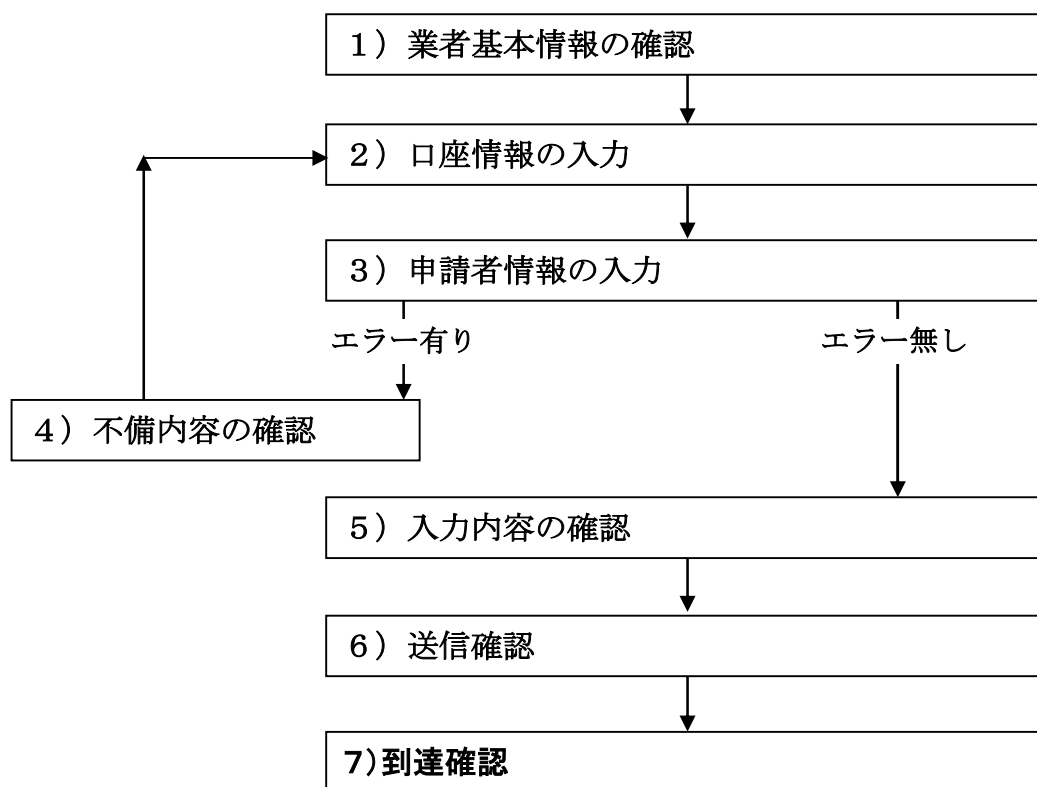 １）業者基本情報の確認
２）口座情報の入力
３）申請者情報の入力
エラー有り
エラー無し
４）不備内容の確認
５）入力内容の確認
６）送信確認
７）到達確認